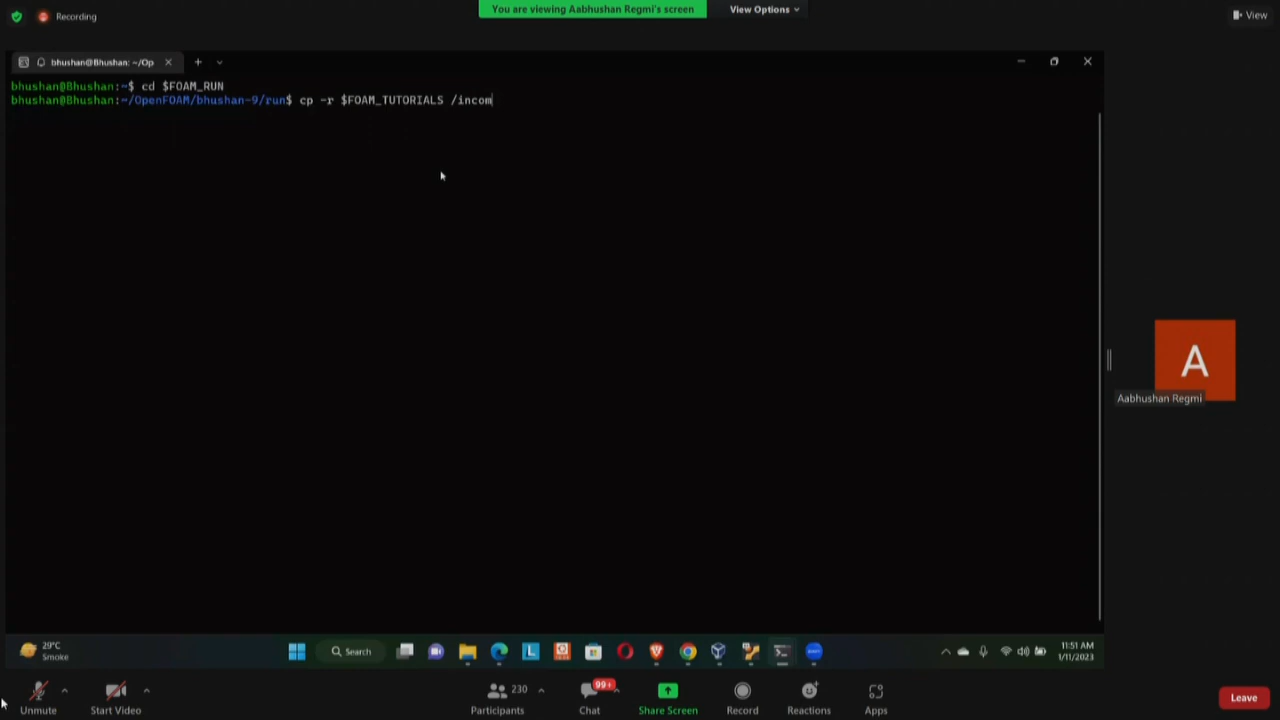 Recording
You are viewing Aabhushan Regmi's screen
View Options
View
bhushan@Bhushan: ~/Op
bhushan@Bhushan:~$ cd $FOAM_RUN
bhushan@Bhushan:~/OpenFOAM/bhushan-9/run$ cp -r $FOAM_TUTORIALS /incom
A
Aabhushan Regmi
29°C
Smoke
Search
L
11:51 AM
1/11/2023
Unmute
Start Video
230
Participants
99+
Chat
Share Screen
Record
Reactions
Apps
Leave